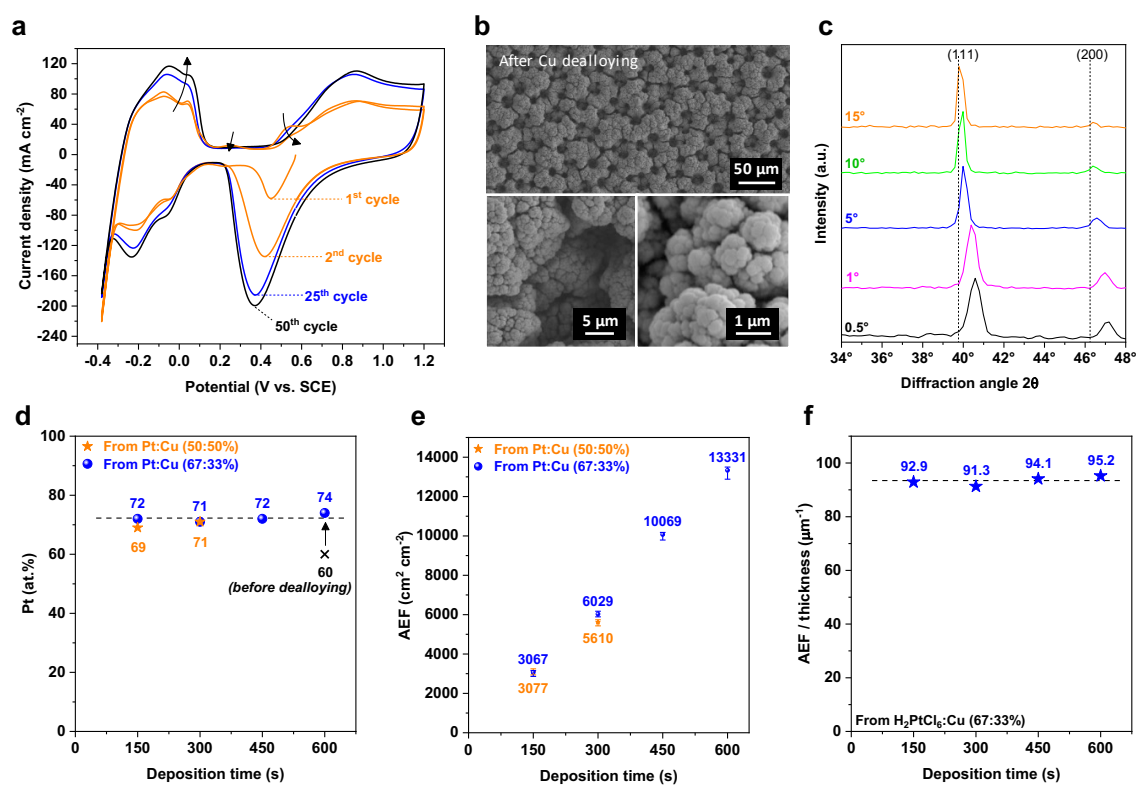 a
120
80
40
0
-40
-80
-120
-160
-200
-240
-0.4 -0.2 0.0 0.2 0.4 0.6 0.8 1.0 1.2
Current density (mA cm⁻²)
Potential (V vs. SCE)
1ˢᵗ cycle
2ⁿᵈ cycle
25ᵗʰ cycle
50ᵗʰ cycle
b
After Cu dealloying
50 µm
5 µm
1 µm
c
(111)
(200)
15°
10°
5°
1°
0.5°
34 36 38 40 42 44 46 48
Intensity (a.u.)
Diffraction angle 2θ
d
From Pt:Cu (50:50%)
From Pt:Cu (67:33%)
100
80
60
40
20
0
72
71
72
74
69
71
60
(before dealloying)
0 150 300 450 600
Pt (at.%)
Deposition time (s)
e
From Pt:Cu (50:50%)
From Pt:Cu (67:33%)
14000
12000
10000
8000
6000
4000
2000
0
13331
10069
6029
5610
3067
3077
0 150 300 450 600
AEF (cm² cm⁻²)
Deposition time (s)
f
100
80
60
40
20
0
92.9
91.3
94.1
95.2
From H₂PtCl₆:Cu (67:33%)
0 150 300 450 600
AEF / thickness (µm⁻¹)
Deposition time (s)